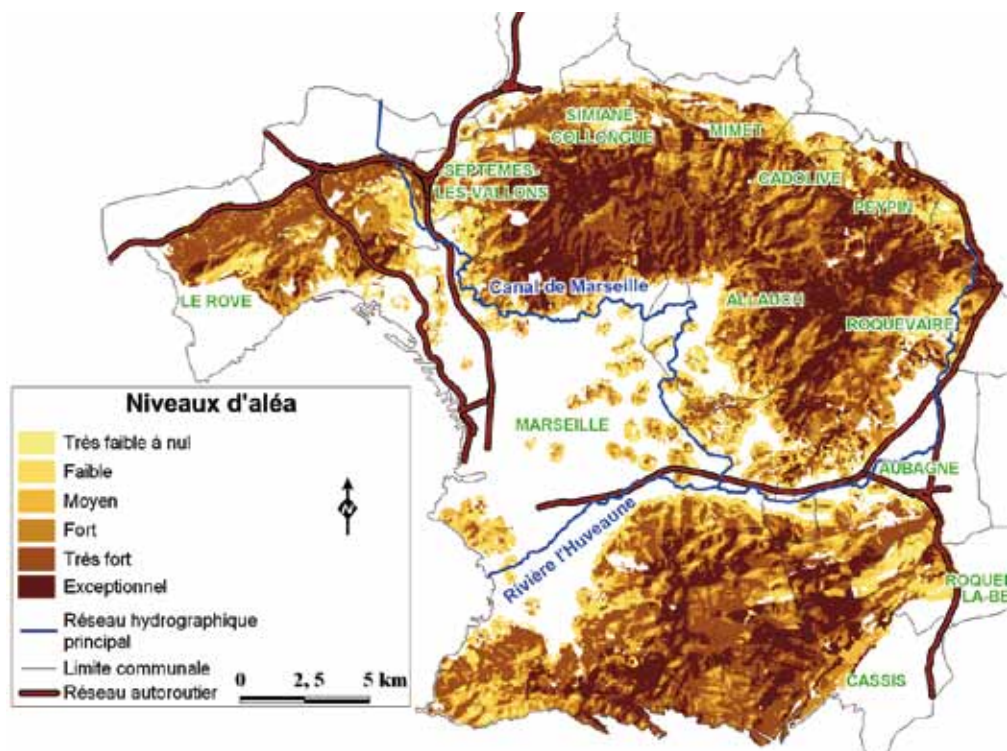 SIMIANE-
COLLONGUE
MIMET
SEPTEMES-
LES-VALLONS
CADOLIVE
PEYPIN
Canal de Marseille
LE ROVE
ALLAUCH
ROQUEVAIRE
MARSEILLE
AUBAGNE
Rivière l'Huveaune
LA-BE
CASSIS
Niveaux d'aléa
Très faible à nul
Faible
Moyen
Fort
Très fort
Exceptionnel
Réseau hydrographique
principal
Limite communale
Réseau autoroutier
N
0 2,5 5 km